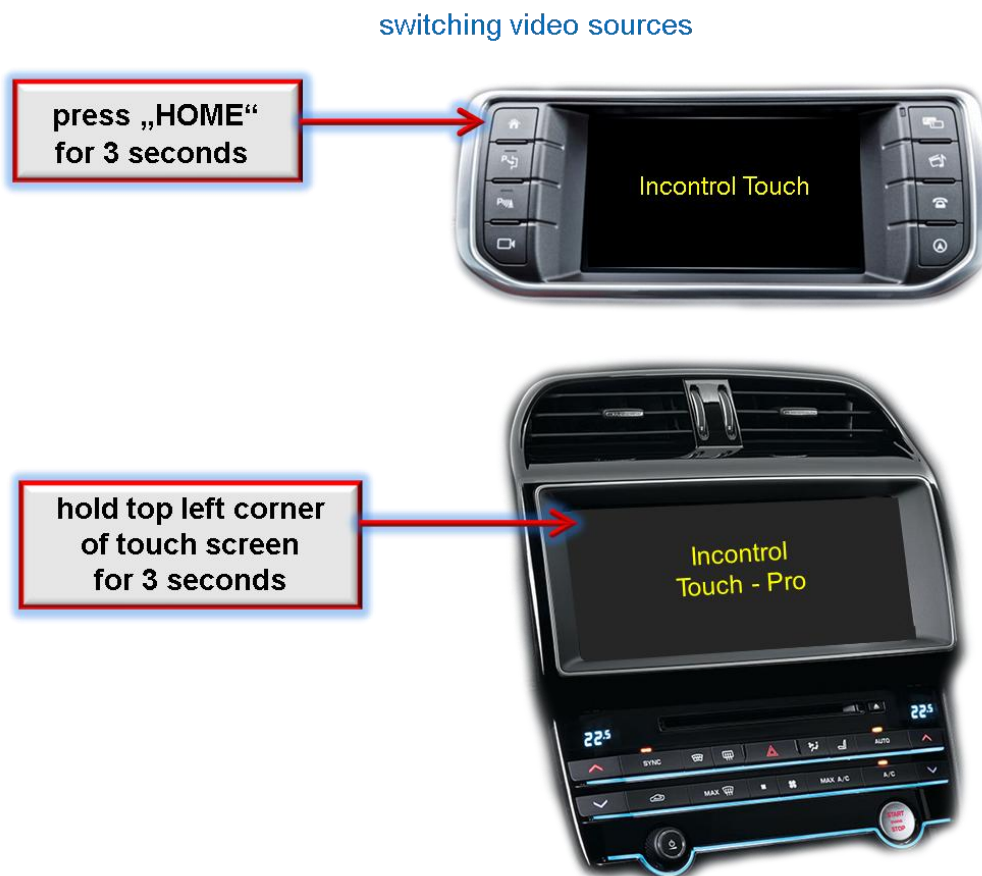 switching video sources
press „HOME“
for 3 seconds
Incontrol Touch
hold top left corner
of touch screen
for 3 seconds
Incontrol
Touch - Pro
22.5
22.5
SYNC
AUTO
MAX
MAX A/C
A/C
START
STOP